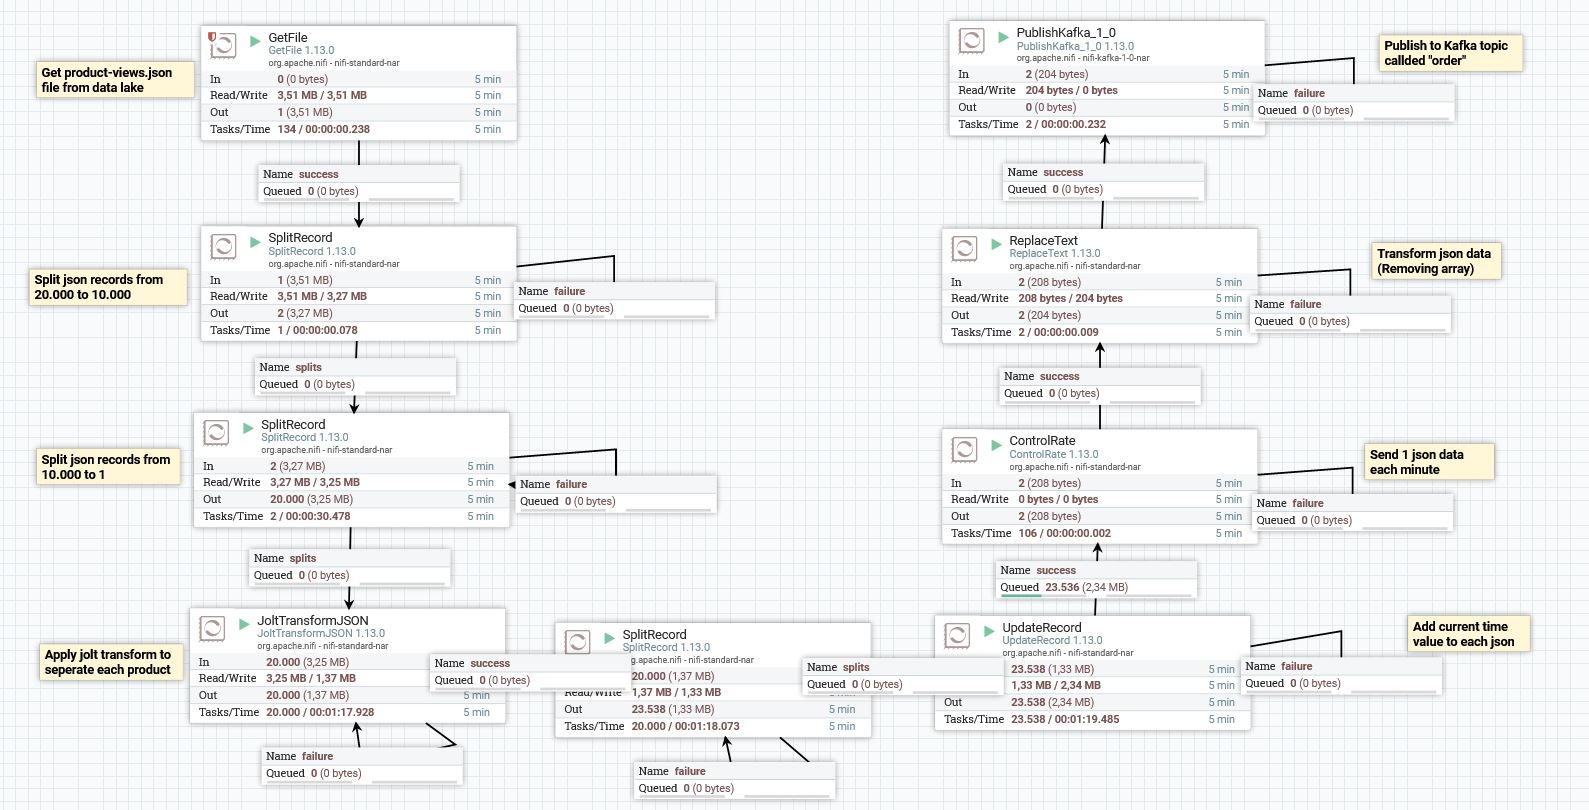 Get product-views.json
file from data lake
GetFile
GetFile 1.13.0
org.apache.nifi - nifi-standard-nar
In 0 (0 bytes) 5 min
Read/Write 3,51 MB / 3,51 MB 5 min
Out 1 (3,51 MB) 5 min
Tasks/Time 134 / 00:00:00.238 5 min
Name success
Queued 0 (0 bytes)
Split json records from
20.000 to 10.000
SplitRecord
SplitRecord 1.13.0
org.apache.nifi - nifi-standard-nar
In 1 (3,51 MB) 5 min
Read/Write 3,51 MB / 3,27 MB 5 min
Out 2 (3,27 MB) 5 min
Tasks/Time 1 / 00:00:00.078 5 min
Name failure
Queued 0 (0 bytes)
Name splits
Queued 0 (0 bytes)
Split json records from
10.000 to 1
SplitRecord
SplitRecord 1.13.0
org.apache.nifi - nifi-standard-nar
In 2 (3,27 MB) 5 min
Read/Write 3,27 MB / 3,25 MB 5 min
Out 20.000 (3,25 MB) 5 min
Tasks/Time 2 / 00:00:30.478 5 min
Name failure
Queued 0 (0 bytes)
Name splits
Queued 0 (0 bytes)
Apply jolt transform to
seperate each product
JoltTransformJSON
JoltTransformJSON 1.13.0
org.apache.nifi - nifi-standard-nar
In 20.000 (3,25 MB)
Read/Write 3,25 MB / 1,37 MB
Out 20.000 (1,37 MB) 5 min
Tasks/Time 20.000 / 00:01:17.928 5 min
Name failure
Queued 0 (0 bytes)
Name success
Queued 0 (0 bytes)
SplitRecord
SplitRecord 1.13.0
g.apache.nifi - nifi-standard-nar
20.000 (1,37 MB)
Read/Write 1,37 MB / 1,33 MB
Out 23.538 (1,33 MB) 5 min
Tasks/Time 20.000 / 00:01:18.073 5 min
Name failure
Queued 0 (0 bytes)
Name splits
Queued 0 (0 bytes)
UpdateRecord
UpdateRecord 1.13.0
org.apache.nifi - nifi-standard-nar
23.538 (1,33 MB) 5 min
1,33 MB / 2,34 MB 5 min
Out 23.538 (2,34 MB) 5 min
Tasks/Time 23.538 / 00:01:19.485 5 min
Name failure
Queued 0 (0 bytes)
Add current time
value to each json
Name success
Queued 23.536 (2,34 MB)
ControlRate
ControlRate 1.13.0
org.apache.nifi - nifi-standard-nar
In 2 (208 bytes) 5 min
Read/Write 0 bytes / 0 bytes 5 min
Out 2 (208 bytes) 5 min
Tasks/Time 106 / 00:00:00.002 5 min
Name failure
Queued 0 (0 bytes)
Send 1 json data
each minute
Name success
Queued 0 (0 bytes)
ReplaceText
ReplaceText 1.13.0
org.apache.nifi - nifi-standard-nar
In 2 (208 bytes) 5 min
Read/Write 208 bytes / 204 bytes 5 min
Out 2 (204 bytes) 5 min
Tasks/Time 2 / 00:00:00.009 5 min
Name failure
Queued 0 (0 bytes)
Transform json data
(Removing array)
Name success
Queued 0 (0 bytes)
PublishKafka_1_0
PublishKafka_1_0 1.13.0
org.apache.nifi - nifi-kafka-1-0-nar
In 2 (204 bytes) 5 min
Read/Write 204 bytes / 0 bytes 5 min
Out 0 (0 bytes) 5 min
Tasks/Time 2 / 00:00:00.232 5 min
Name failure
Queued 0 (0 bytes)
Publish to Kafka topic
callded "order"